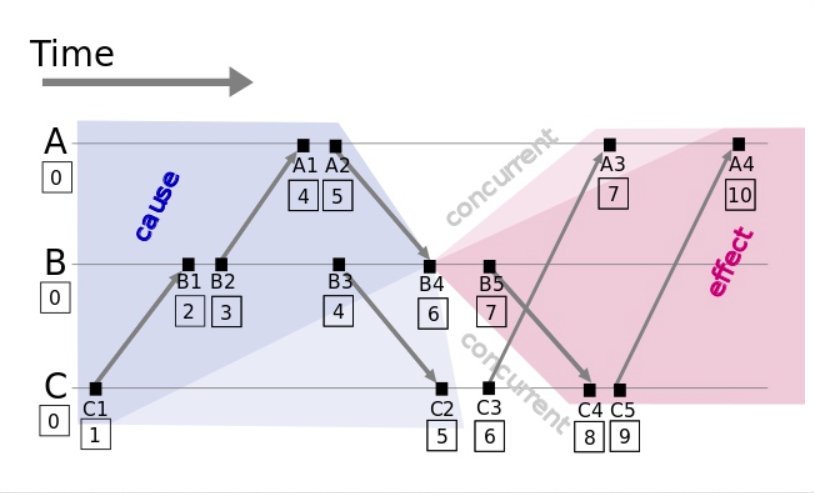 Time
A
0
cause
A1 A2
4 5
concurrent
A3
7
A4
10
B
0
B1 B2
2 3
B3
4
B4
6
B5
7
effect
concurrent
C
0
C1
1
C2
5
C3
6
C4 C5
8 9